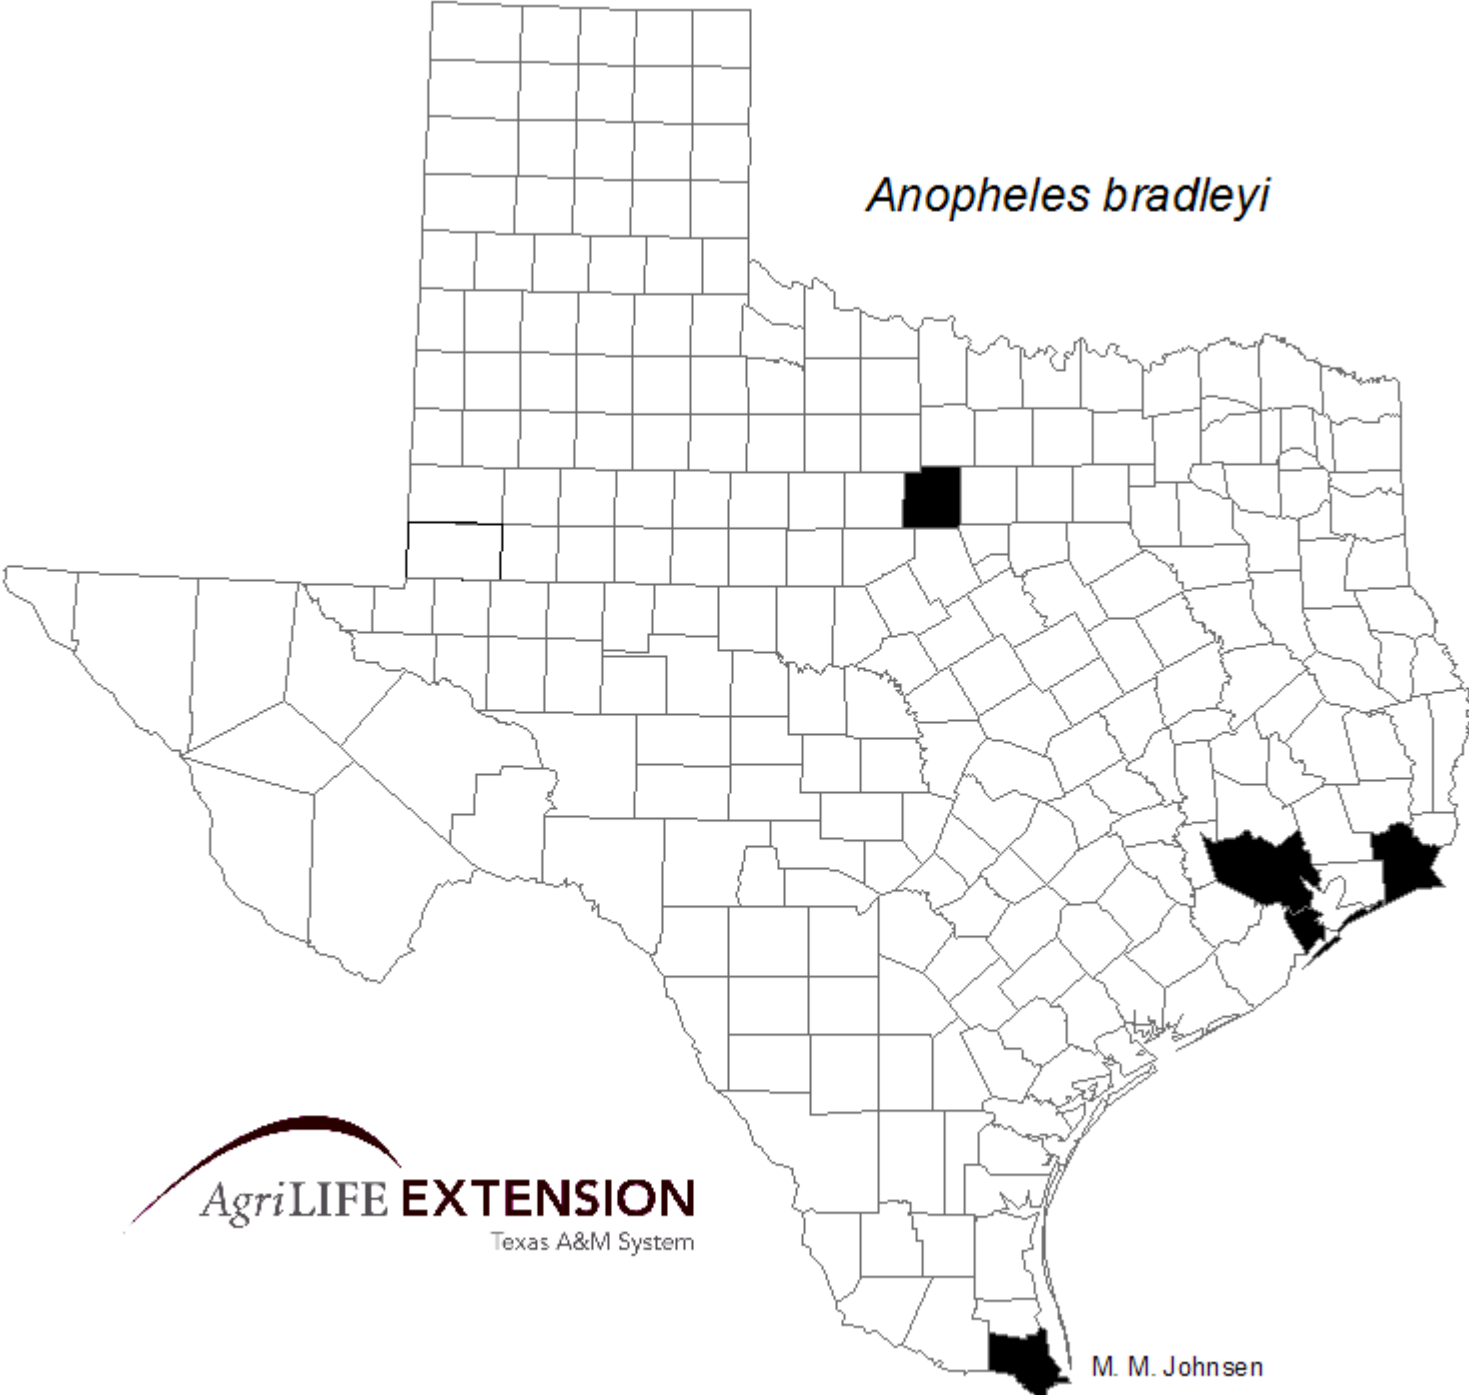 Anopheles bradleyi
AgriLIFE EXTENSION
Texas A&M System
M. M. Johnsen